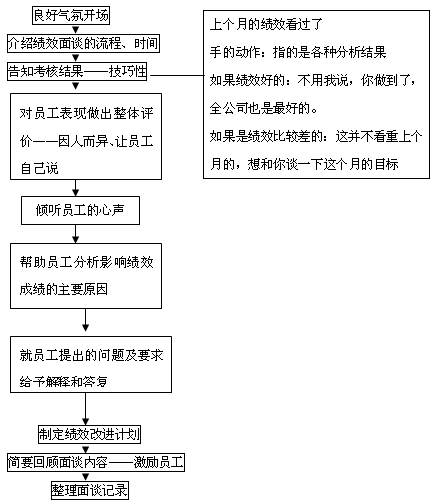 良好气氛开场
介绍绩效面谈的流程、时间
告知考核结果——技巧性
上个月的绩效看过了
手的动作：指的是各种分析结果
如果绩效好的：不用我说，你做到了，
全公司也是最好的。
如果是绩效比较差的：这并不看重上个
月的，想和你谈一下这个月的目标
对员工表现做出整体评
价——因人而异、让员工
自己说
倾听员工的心声
帮助员工分析影响绩效
成绩的主要原因
就员工提出的问题及要求
给予解释和答复
制定绩效改进计划
简要回顾面谈内容——激励员工
整理面谈记录